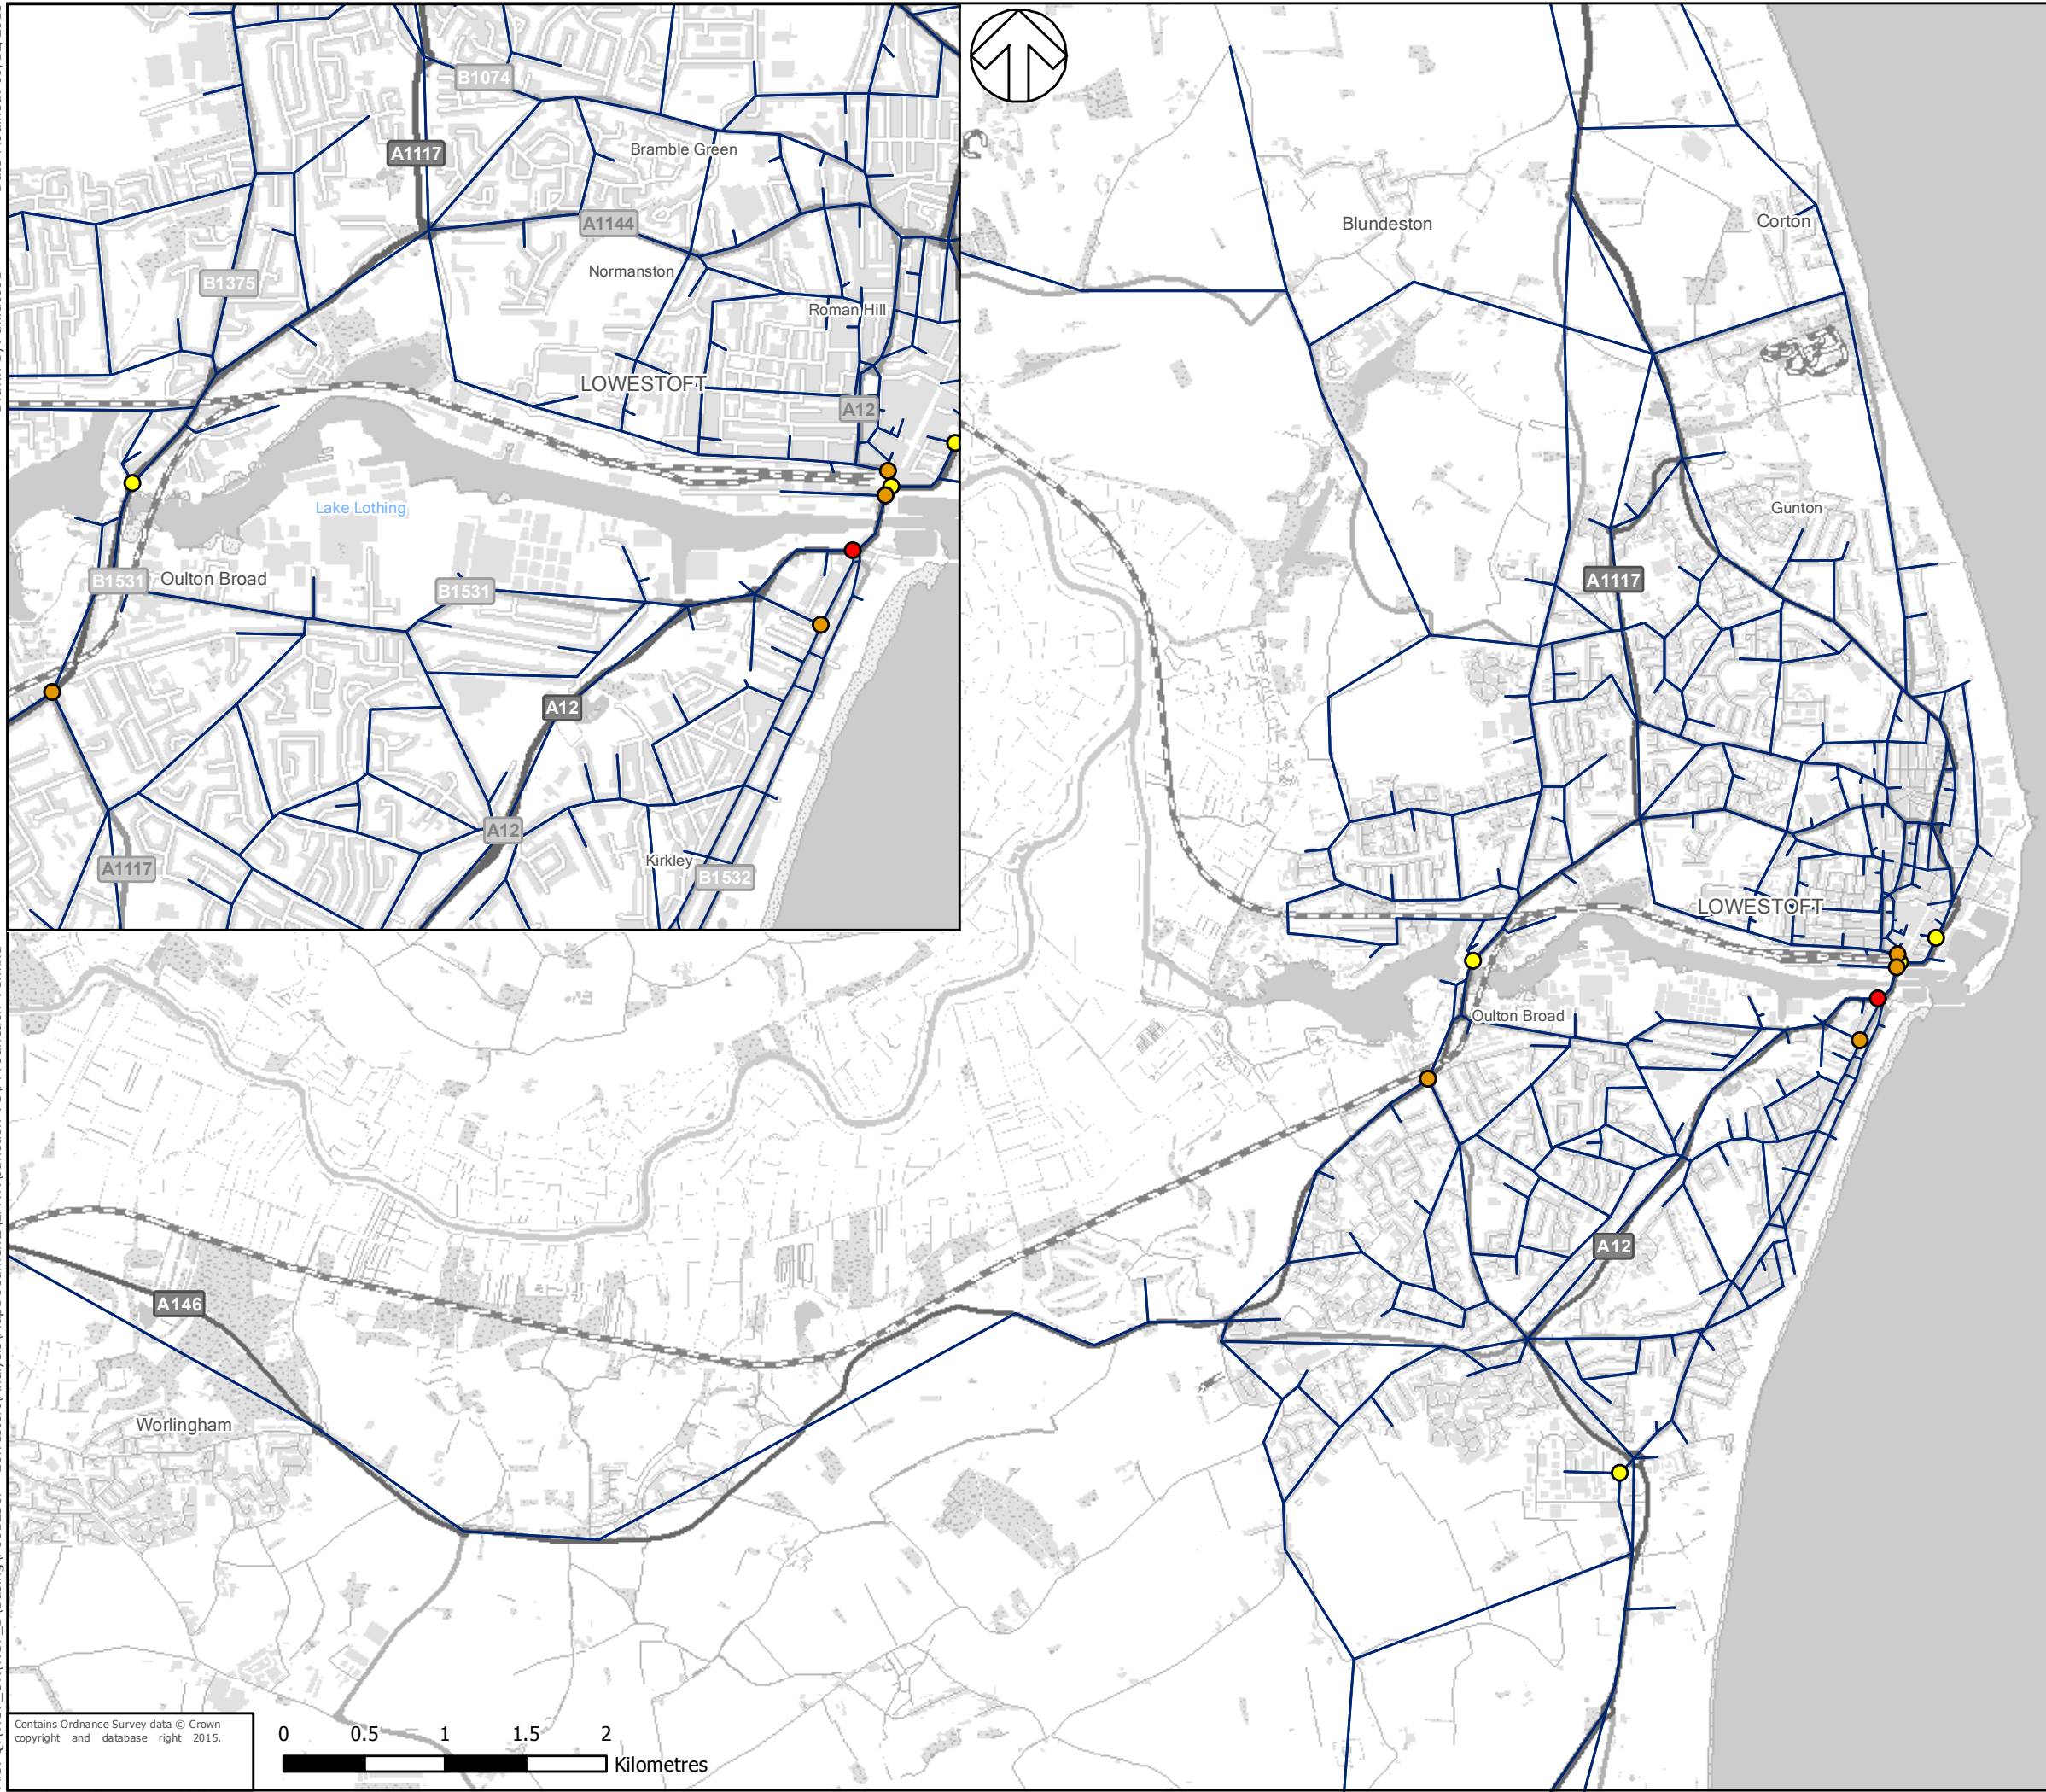 B1074
A1117
Bramble Green
A1144
Normanston
B1375
Roman Hill
LOWESTOFT
A12
Lake Lothing
B1531
Oulton Broad
B1531
A12
A12
Kirkley
A1117
B1532
Blundeston
Corton
Gunton
A1117
LOWESTOFT
Oulton Broad
A12
A146
Worlingham
Contains Ordnance Survey data © Crown
copyright and database right 2015.
0 0.5 1 1.5 2
Kilometres